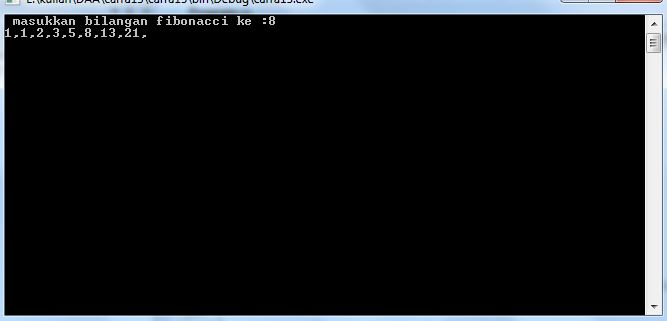 masukkan bilangan fibonacci ke :8
1,1,2,3,5,8,13,21,